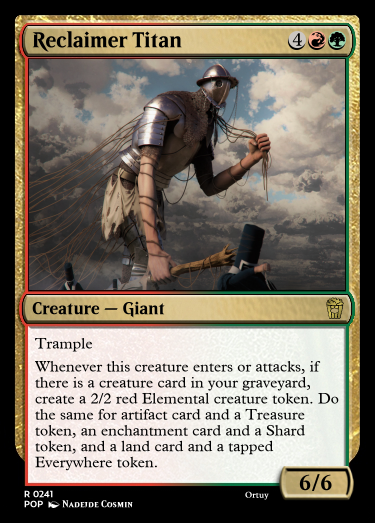 Reclaimer Titan 4
Creature — Giant
Trample
Whenever this creature enters or attacks, if
there is a creature card in your graveyard,
create a 2/2 red Elemental creature token. Do
the same for artifact card and a Treasure
token, an enchantment card and a Shard
token, and a land card and a tapped
Everywhere token.
6/6
R 0241
POP Nadejde Cosmin
Ortuy